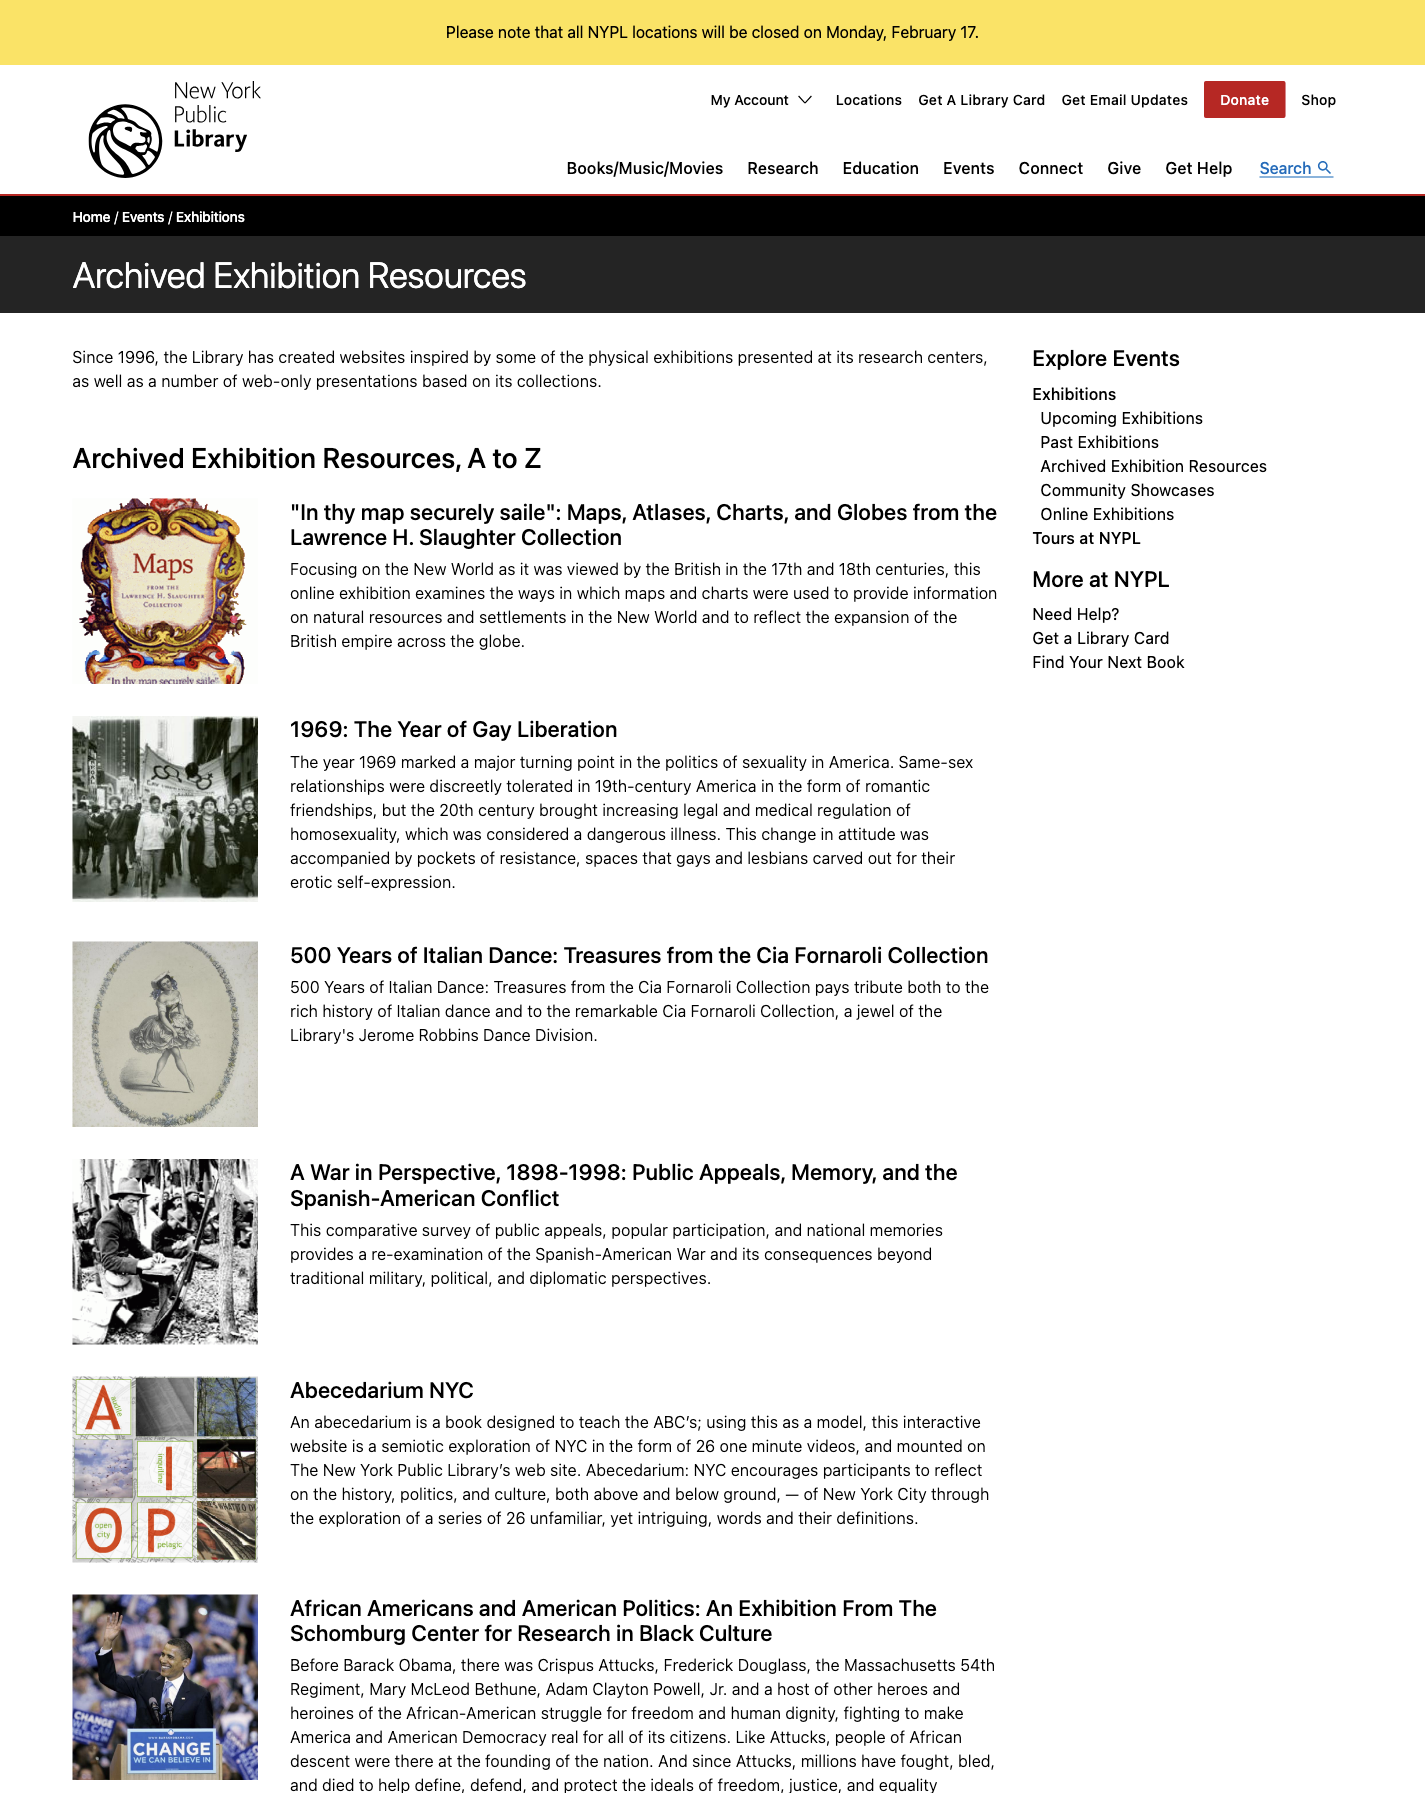 Please note that all NYPL locations will be closed on Monday, February 17.
New York
Public
Library
My Account Locations Get A Library Card Get Email Updates Donate Shop
Books/Music/Movies Research Education Events Connect Give Get Help Search
Home / Events / Exhibitions
Archived Exhibition Resources
Since 1996, the Library has created websites inspired by some of the physical exhibitions presented at its research centers,
as well as a number of web-only presentations based on its collections.
Archived Exhibition Resources, A to Z
Maps
FROM THE
LAWRENCE H. SLAUGHTER
COLLECTION
"In thy map securely saile"
"In thy map securely saile": Maps, Atlases, Charts, and Globes from the
Lawrence H. Slaughter Collection
Focusing on the New World as it was viewed by the British in the 17th and 18th centuries, this
online exhibition examines the ways in which maps and charts were used to provide information
on natural resources and settlements in the New World and to reflect the expansion of the
British empire across the globe.
1969: The Year of Gay Liberation
The year 1969 marked a major turning point in the politics of sexuality in America. Same-sex
relationships were discreetly tolerated in 19th-century America in the form of romantic
friendships, but the 20th century brought increasing legal and medical regulation of
homosexuality, which was considered a dangerous illness. This change in attitude was
accompanied by pockets of resistance, spaces that gays and lesbians carved out for their
erotic self-expression.
500 Years of Italian Dance: Treasures from the Cia Fornaroli Collection
500 Years of Italian Dance: Treasures from the Cia Fornaroli Collection pays tribute both to the
rich history of Italian dance and to the remarkable Cia Fornaroli Collection, a jewel of the
Library's Jerome Robbins Dance Division.
A War in Perspective, 1898-1998: Public Appeals, Memory, and the
Spanish-American Conflict
This comparative survey of public appeals, popular participation, and national memories
provides a re-examination of the Spanish-American War and its consequences beyond
traditional military, political, and diplomatic perspectives.
A
I
inquiline
O
open
city
P
pelagic
Abecedarium NYC
An abecedarium is a book designed to teach the ABC's; using this as a model, this interactive
website is a semiotic exploration of NYC in the form of 26 one minute videos, and mounted on
The New York Public Library's web site. Abecedarium: NYC encourages participants to reflect
on the history, politics, and culture, both above and below ground, — of New York City through
the exploration of a series of 26 unfamiliar, yet intriguing, words and their definitions.
CHANGE
WE CAN BELIEVE IN
African Americans and American Politics: An Exhibition From The
Schomburg Center for Research in Black Culture
Before Barack Obama, there was Crispus Attucks, Frederick Douglass, the Massachusetts 54th
Regiment, Mary McLeod Bethune, Adam Clayton Powell, Jr. and a host of other heroes and
heroines of the African-American struggle for freedom and human dignity, fighting to make
America and American Democracy real for all of its citizens. Like Attucks, people of African
descent were there at the founding of the nation. And since Attucks, millions have fought, bled,
and died to help define, defend, and protect the ideals of freedom, justice, and equality
Explore Events
Exhibitions
Upcoming Exhibitions
Past Exhibitions
Archived Exhibition Resources
Community Showcases
Online Exhibitions
Tours at NYPL
More at NYPL
Need Help?
Get a Library Card
Find Your Next Book